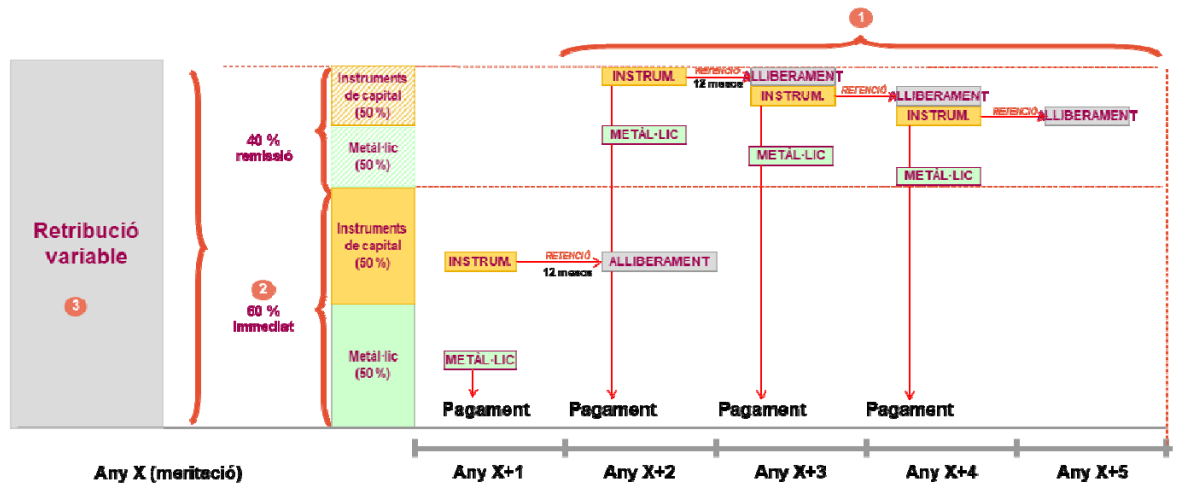 1
Instruments
de capital
(50 %)
INSTRUM.
RETENCIÓ
12 mesos
ALLIBERAMENT
INSTRUM.
RETENCIÓ
ALLIBERAMENT
INSTRUM.
RETENCIÓ
ALLIBERAMENT
40 %
remissió
Metàl·lic
(50 %)
METÀL·LIC
METÀL·LIC
METÀL·LIC
Retribució
variable
3
2
60 %
immediat
Instruments
de capital
(50 %)
INSTRUM.
RETENCIÓ
12 mesos
ALLIBERAMENT
Metàl·lic
(50 %)
METÀL·LIC
Pagament
Pagament
Pagament
Pagament
Any X (meritació)
Any X+1
Any X+2
Any X+3
Any X+4
Any X+5